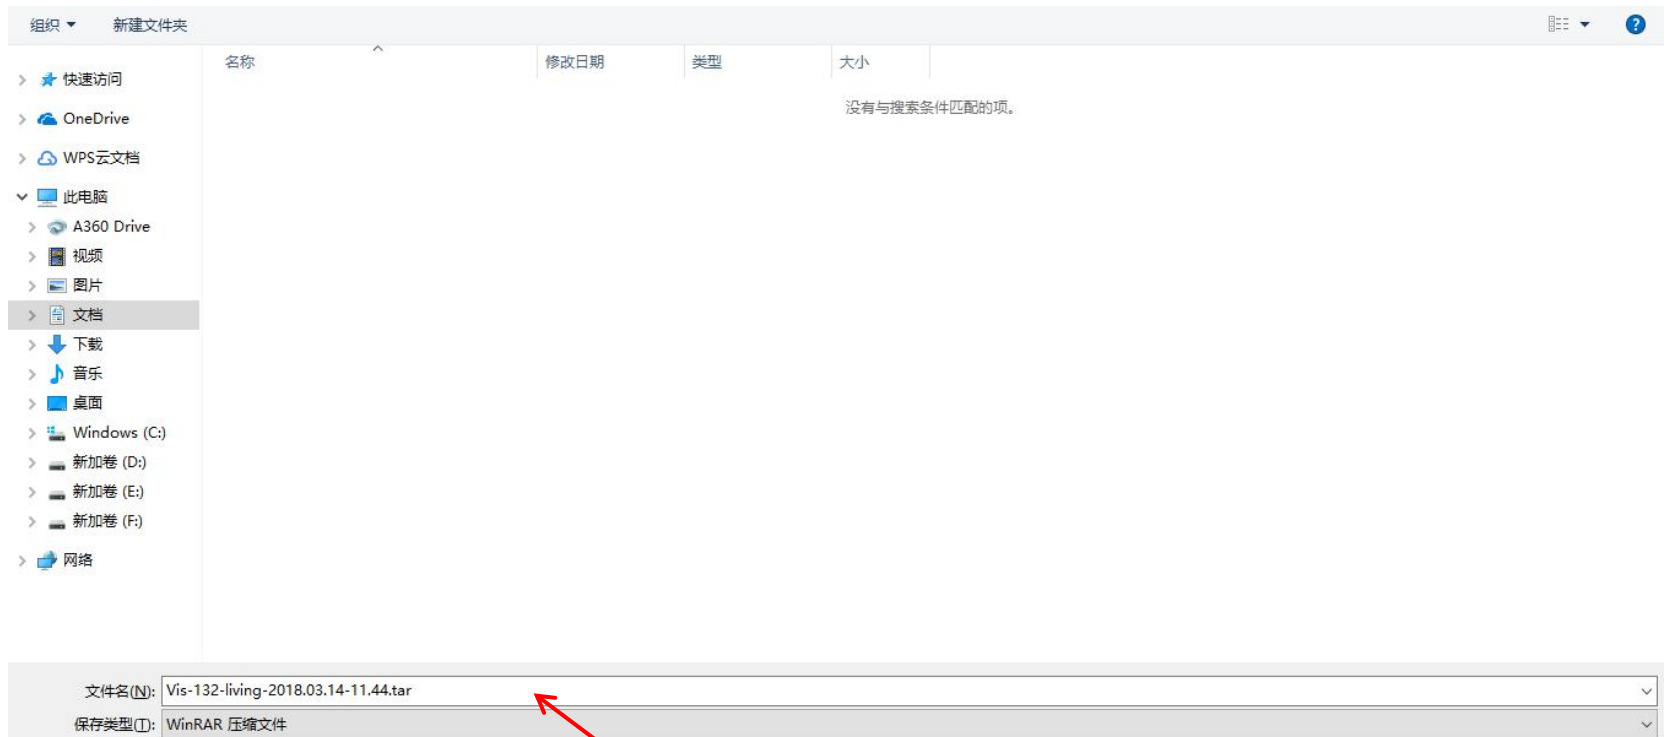 组织 新建文件夹
名称 修改日期 类型 大小
没有与搜索条件匹配的项。
快速访问
OneDrive
WPS云文档
此电脑
A360 Drive
视频
图片
文档
下载
音乐
桌面
Windows (C:)
新加卷 (D:)
新加卷 (E:)
新加卷 (F:)
网络
文件名(N): Vis-132-living-2018.03.14-11.44.tar
保存类型(T): WinRAR 压缩文件